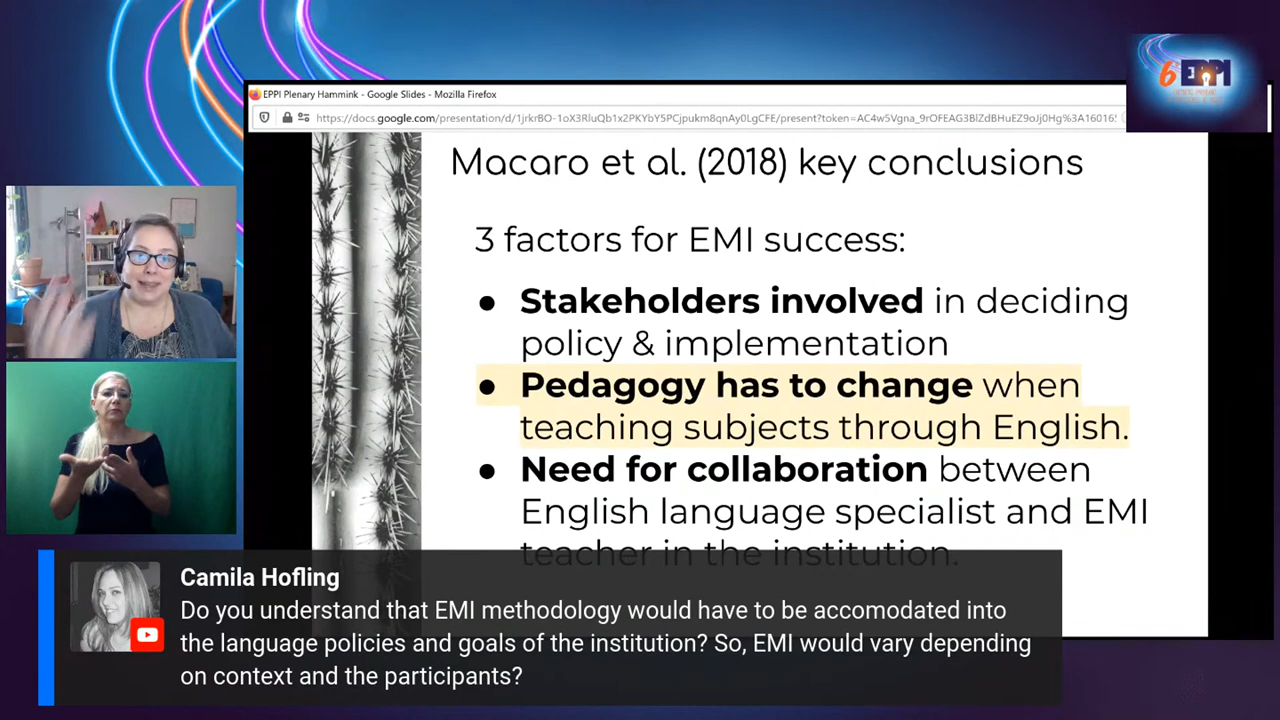 6°EPPI
EPPI Plenary Hammink - Google Slides - Mozilla Firefox
Macaro et al. (2018) key conclusions
3 factors for EMI success:
● Stakeholders involved in deciding
policy & implementation
● Pedagogy has to change when
teaching subjects through English.
● Need for collaboration between
English language specialist and EMI
teacher in the institution.
Camila Hofling
Do you understand that EMI methodology would have to be accomodated into
the language policies and goals of the institution? So, EMI would vary depending
on context and the participants?